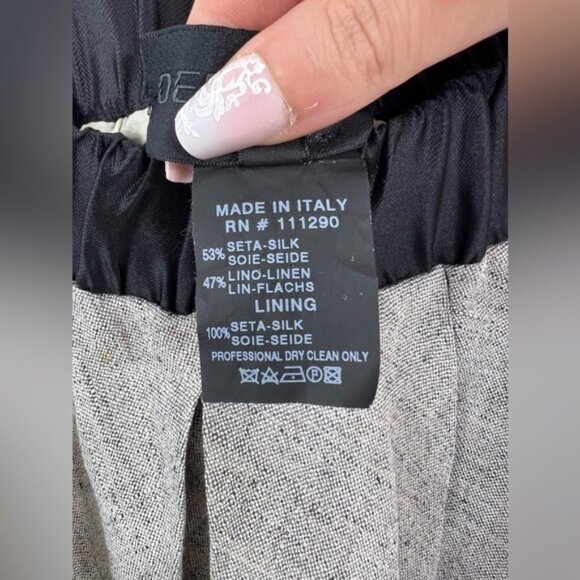 MADE IN ITALY
RN # 111290
53% SETA-SILK
SOIE-SEIDE
47% LINO-LINEN
LIN-FLACHS
LINING
100% SETA-SILK
SOIE-SEIDE
PROFESSIONAL DRY CLEAN ONLY